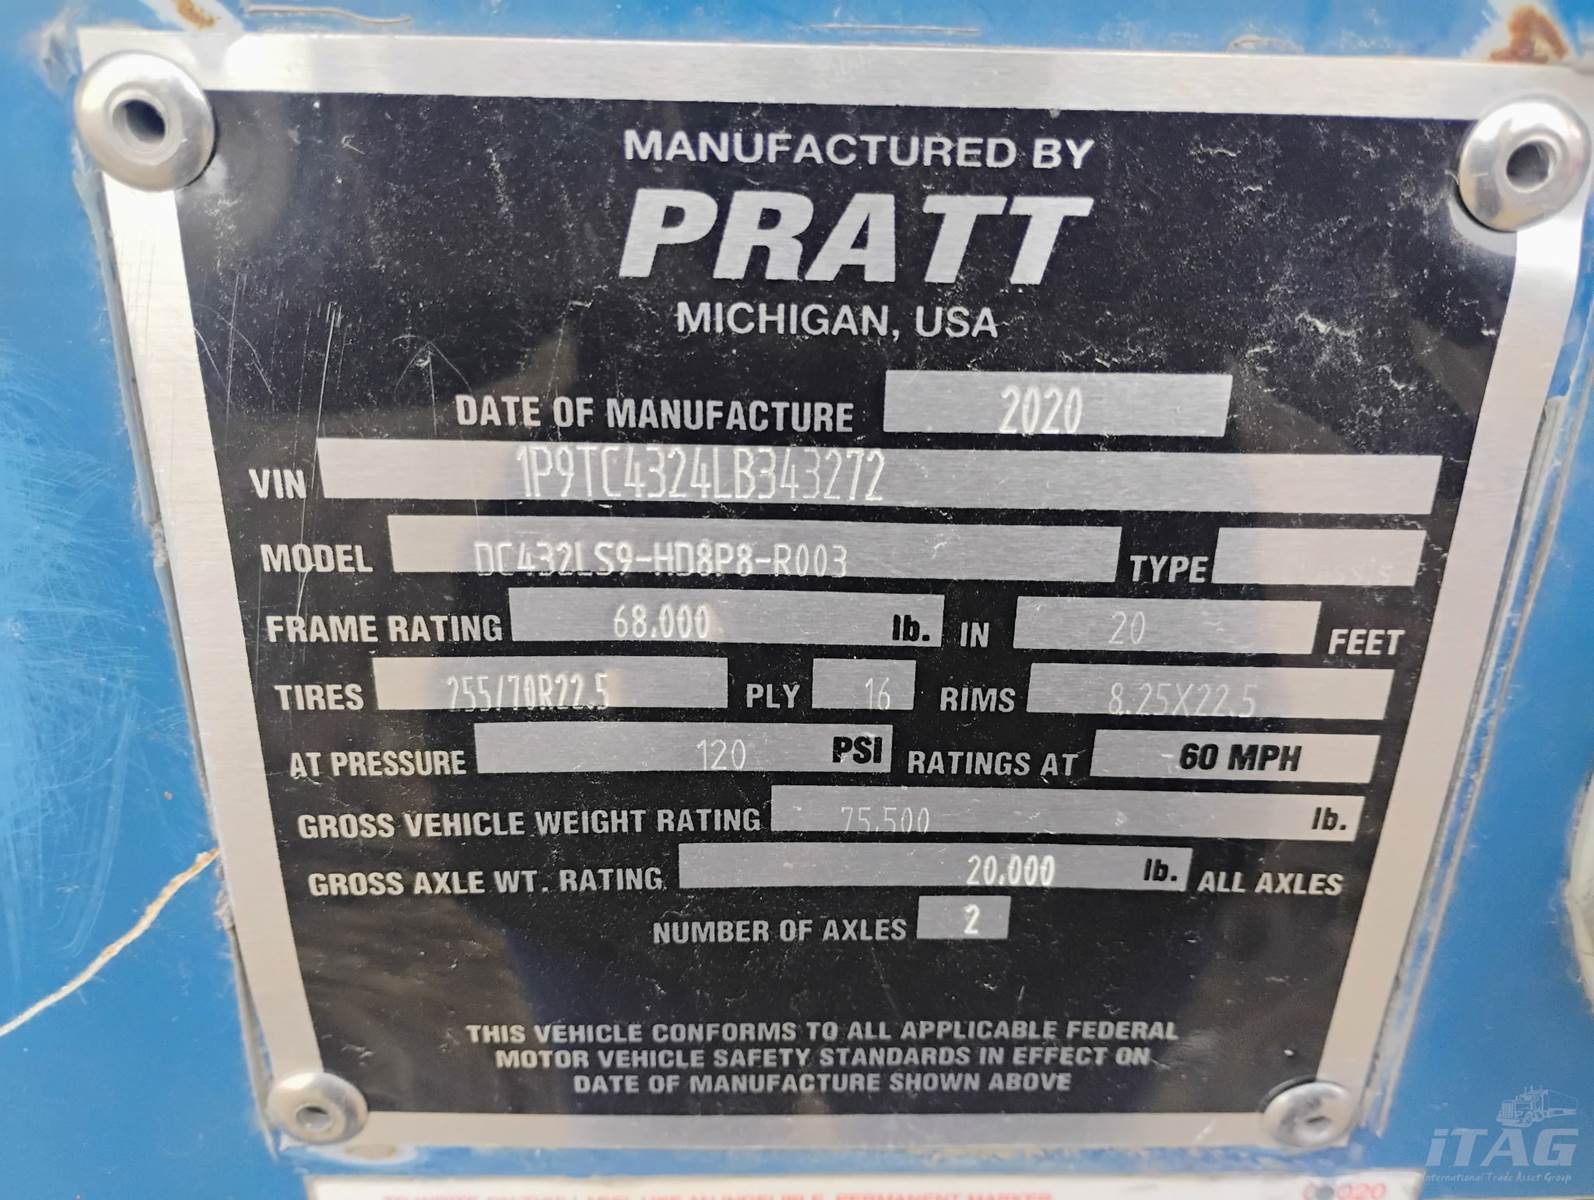 MANUFACTURED BY
PRATT
MICHIGAN, USA
DATE OF MANUFACTURE 2020
VIN 1P9TC4324LB343272
MODEL DC432LS9-HD8P8-R003 TYPE
FRAME RATING 68,000 lb. IN 20 FEET
TIRES 255/70R22.5 PLY 16 RIMS 8.25X22.5
AT PRESSURE 120 PSI RATINGS AT 60 MPH
GROSS VEHICLE WEIGHT RATING 75,500 lb.
GROSS AXLE WT. RATING 20,000 lb. ALL AXLES
NUMBER OF AXLES 2
THIS VEHICLE CONFORMS TO ALL APPLICABLE FEDERAL
MOTOR VEHICLE SAFETY STANDARDS IN EFFECT ON
DATE OF MANUFACTURE SHOWN ABOVE
iTAG
International Trade Asset Group